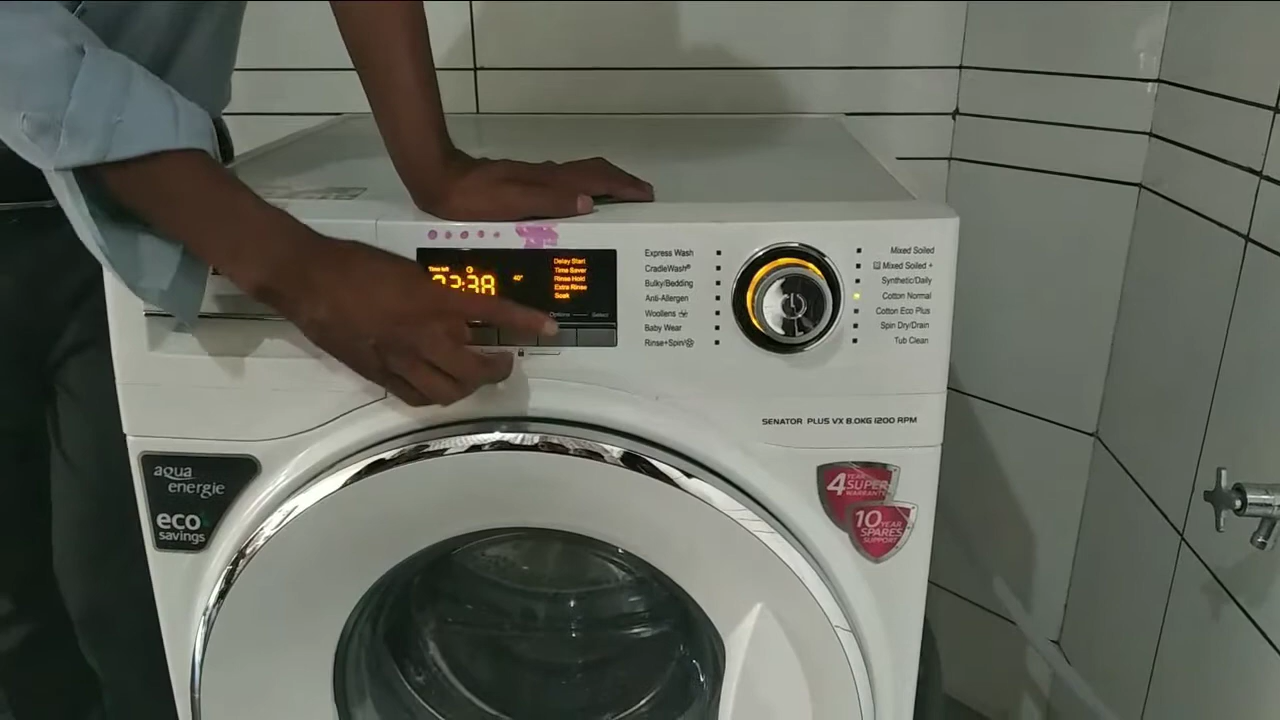 Delay Start
Time Saver
Rinse Hold
Extra Rinse
Soak
:38
40°
Options
Select
Express Wash
CradleWash®
Bulky/Bedding
Anti-Allergen
Woollens
Baby Wear
Rinse+Spin
Mixed Soiled
Mixed Soiled +
Synthetic/Daily
Cotton Normal
Cotton Eco Plus
Spin Dry/Drain
Tub Clean
SENATOR PLUS VX 8.0KG 1200 RPM
aqua
energie
eco
savings
4 YEAR
SUPER
WARRANTY
10 YEAR
SPARES
SUPPORT